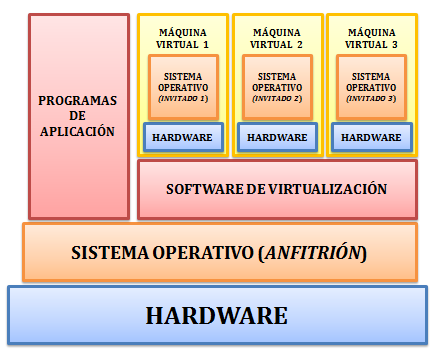 PROGRAMAS
DE
APLICACIÓN
MÁQUINA
VIRTUAL 1
SISTEMA
OPERATIVO
(INVITADO 1)
HARDWARE
MÁQUINA
VIRTUAL 2
SISTEMA
OPERATIVO
(INVITADO 2)
HARDWARE
MÁQUINA
VIRTUAL 3
SISTEMA
OPERATIVO
(INVITADO 3)
HARDWARE
SOFTWARE DE VIRTUALIZACIÓN
SISTEMA OPERATIVO (ANFITRIÓN)
HARDWARE